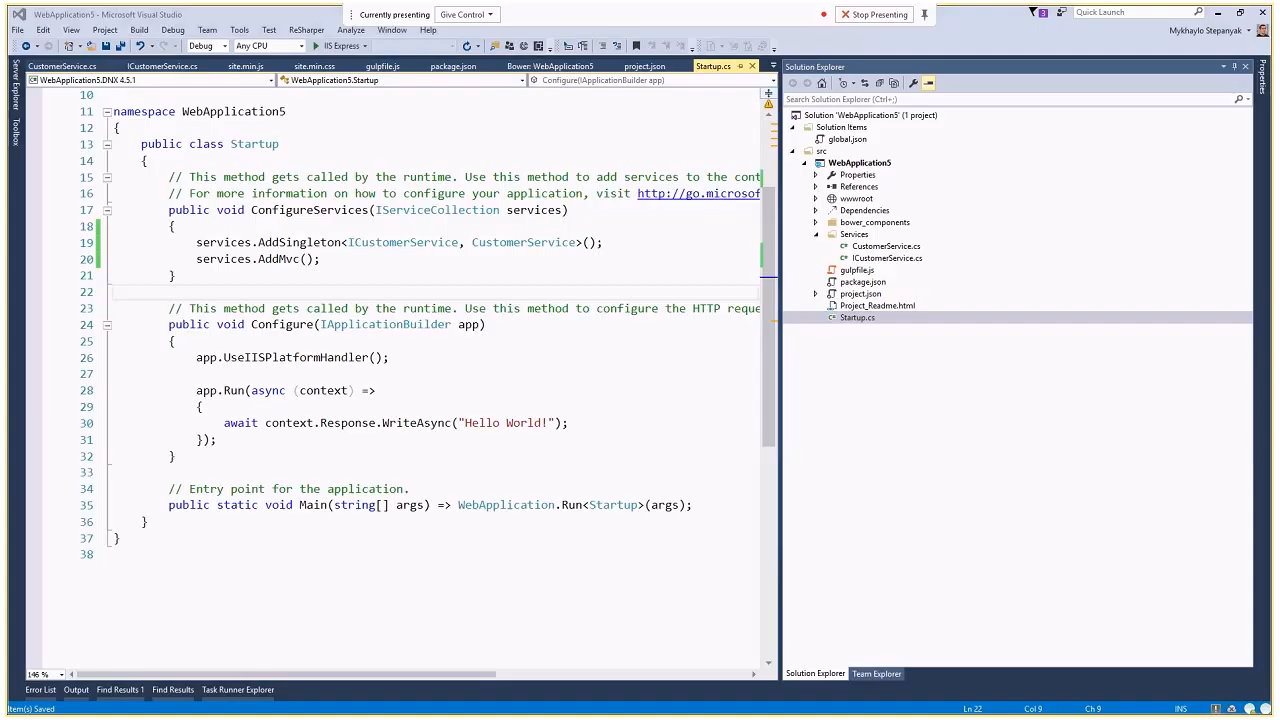 WebApplication5 - Microsoft Visual Studio
Currently presenting
Give Control
Stop Presenting
3
Quick Launch
File Edit View Project Build Debug Team Tools Test ReSharper Analyze Window Help
Mykhaylo Stepanyak
Debug Any CPU IIS Express
Server Explorer
Toolbox
CustomerService.cs ICustomerService.cs site.min.js site.min.css gulpfile.js package.json Bower: WebApplication5 project.json Startup.cs
WebApplication5.DNX 4.5.1 WebApplication5.Startup Configure(IApplicationBuilder app)
10
11 namespace WebApplication5
12 {
13 public class Startup
14 {
15 // This method gets called by the runtime. Use this method to add services to the cont
16 // For more information on how to configure your application, visit http://go.microsof
17 public void ConfigureServices(IServiceCollection services)
18 {
19 services.AddSingleton<ICustomerService, CustomerService>();
20 services.AddMvc();
21 }
22
23 // This method gets called by the runtime. Use this method to configure the HTTP reque
24 public void Configure(IApplicationBuilder app)
25 {
26 app.UseIISPlatformHandler();
27
28 app.Run(async (context) =>
29 {
30 await context.Response.WriteAsync("Hello World!");
31 });
32 }
33
34 // Entry point for the application.
35 public static void Main(string[] args) => WebApplication.Run<Startup>(args);
36 }
37 }
38
146 %
Error List Output Find Results 1 Find Results Task Runner Explorer
Item(s) Saved
Ln 22 Col 9 Ch 9 INS
Solution Explorer
Search Solution Explorer (Ctrl+;)
Solution 'WebApplication5' (1 project)
Solution Items
global.json
src
WebApplication5
Properties
References
wwwroot
Dependencies
bower_components
Services
CustomerService.cs
ICustomerService.cs
gulpfile.js
package.json
project.json
Project_Readme.html
Startup.cs
Solution Explorer Team Explorer
Properties